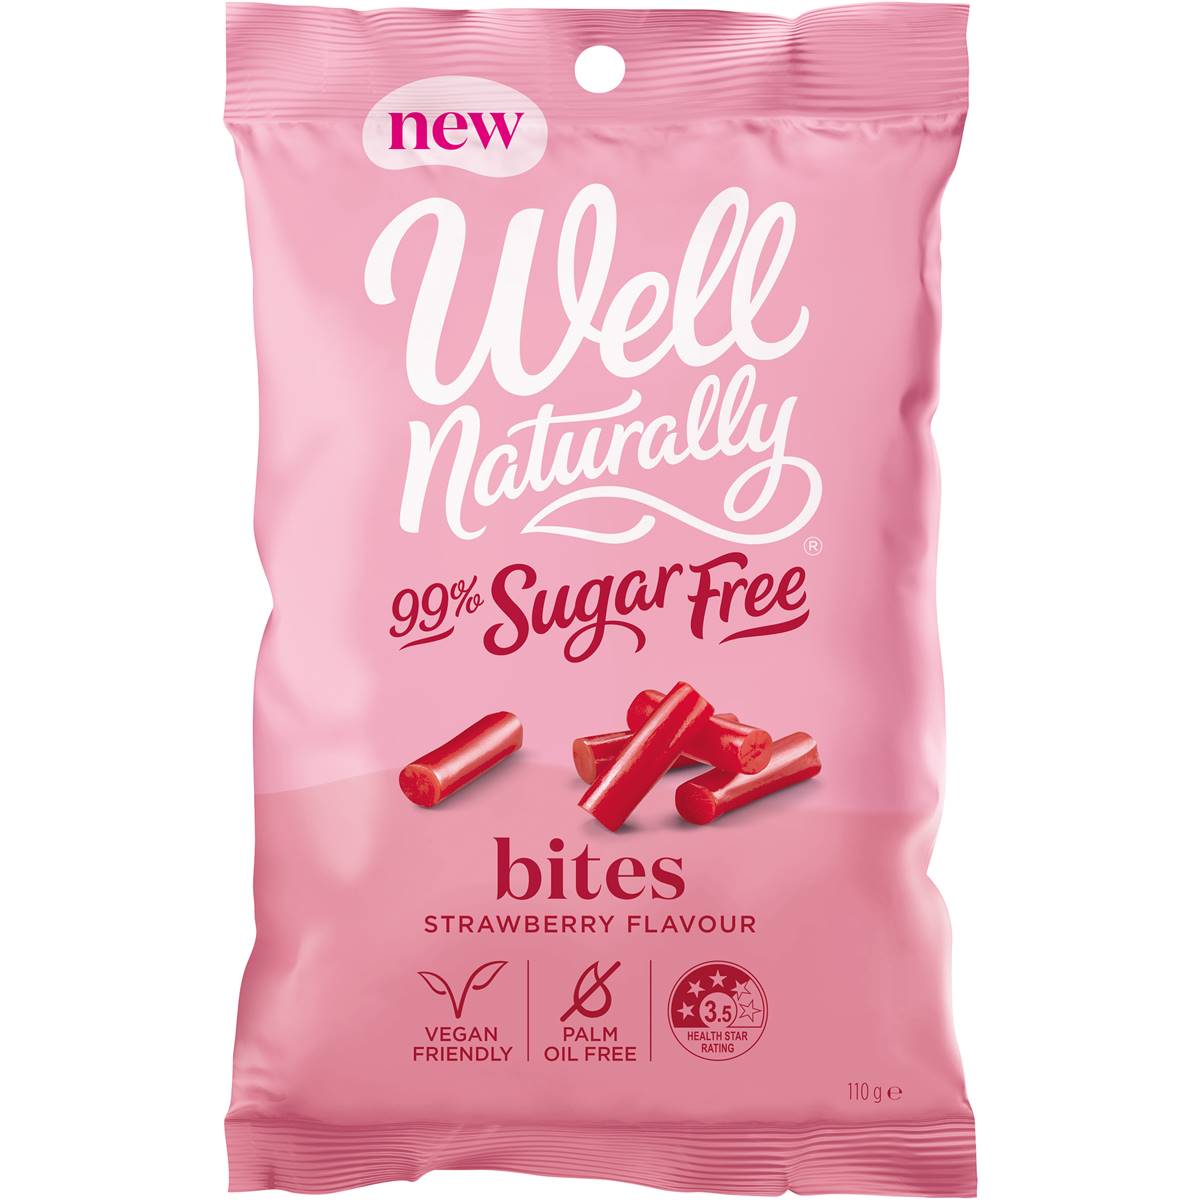 new
Well
Naturally
®
99% Sugar Free
bites
STRAWBERRY FLAVOUR
VEGAN
FRIENDLY
PALM
OIL FREE
3.5
HEALTH STAR
RATING
110 g ℮